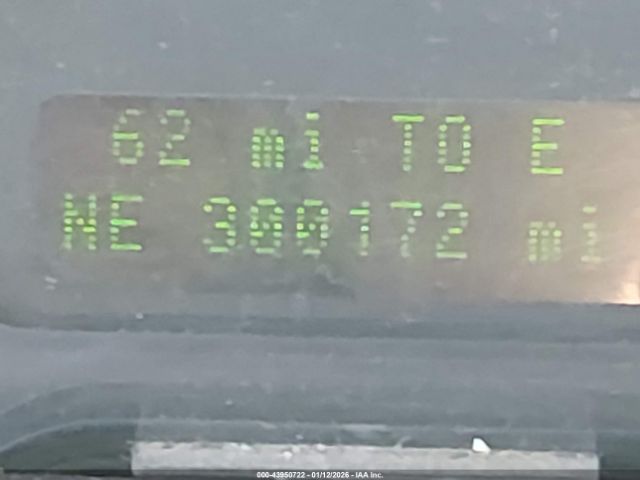 62 mi TO E
NE 300172 mi
000-43950722 - 01/12/2026 - IAA Inc.